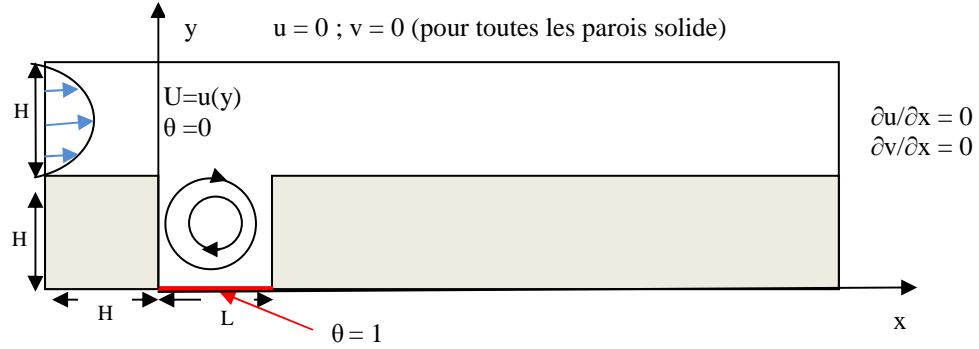 y
u = 0 ; v = 0 (pour toutes les parois solide)
H
U=u(y)
θ =0
∂u/∂x = 0
∂v/∂x = 0
H
H
L
x
θ = 1